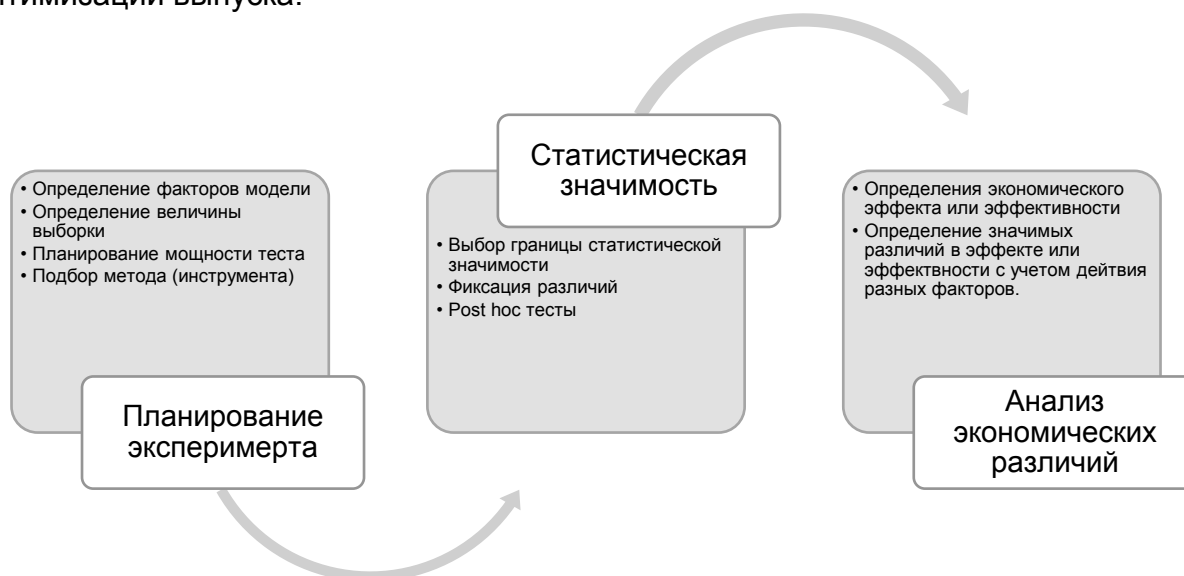 тимизации выпуска.
• Определение факторов модели
• Определение величины
выборки
• Планирование мощности теста
• Подбор метода (инструмента)
Планирование
эксперимерта
Статистическая
значимость
• Выбор границы статистической
значимости
• Фиксация различий
• Post hoc тесты
• Определения экономического
эффекта или эффективности
• Определение значимых
различий в эффекте или
эффектвности с учетом дейтвия
разных факторов.
Анализ
экономических
различий